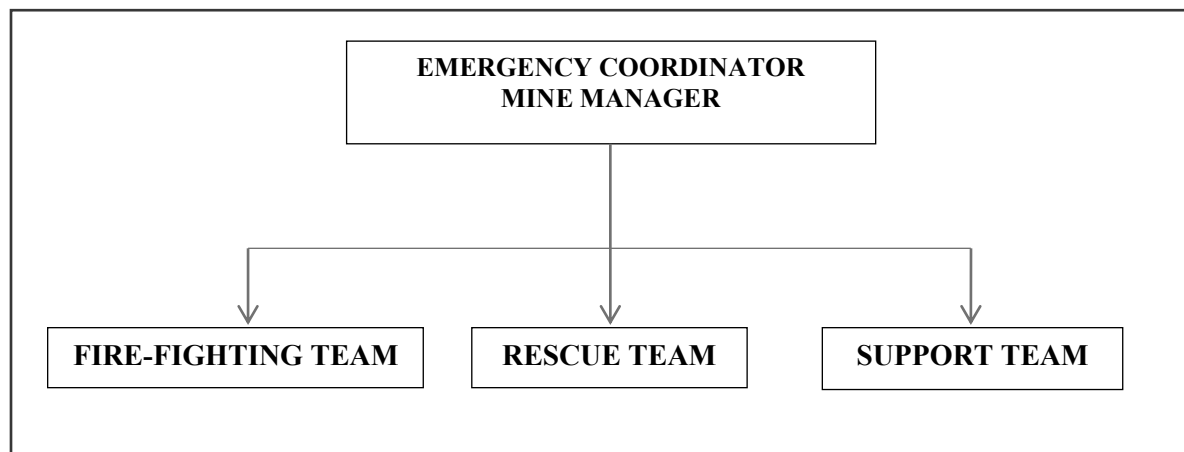 EMERGENCY COORDINATOR
MINE MANAGER
FIRE-FIGHTING TEAM
RESCUE TEAM
SUPPORT TEAM